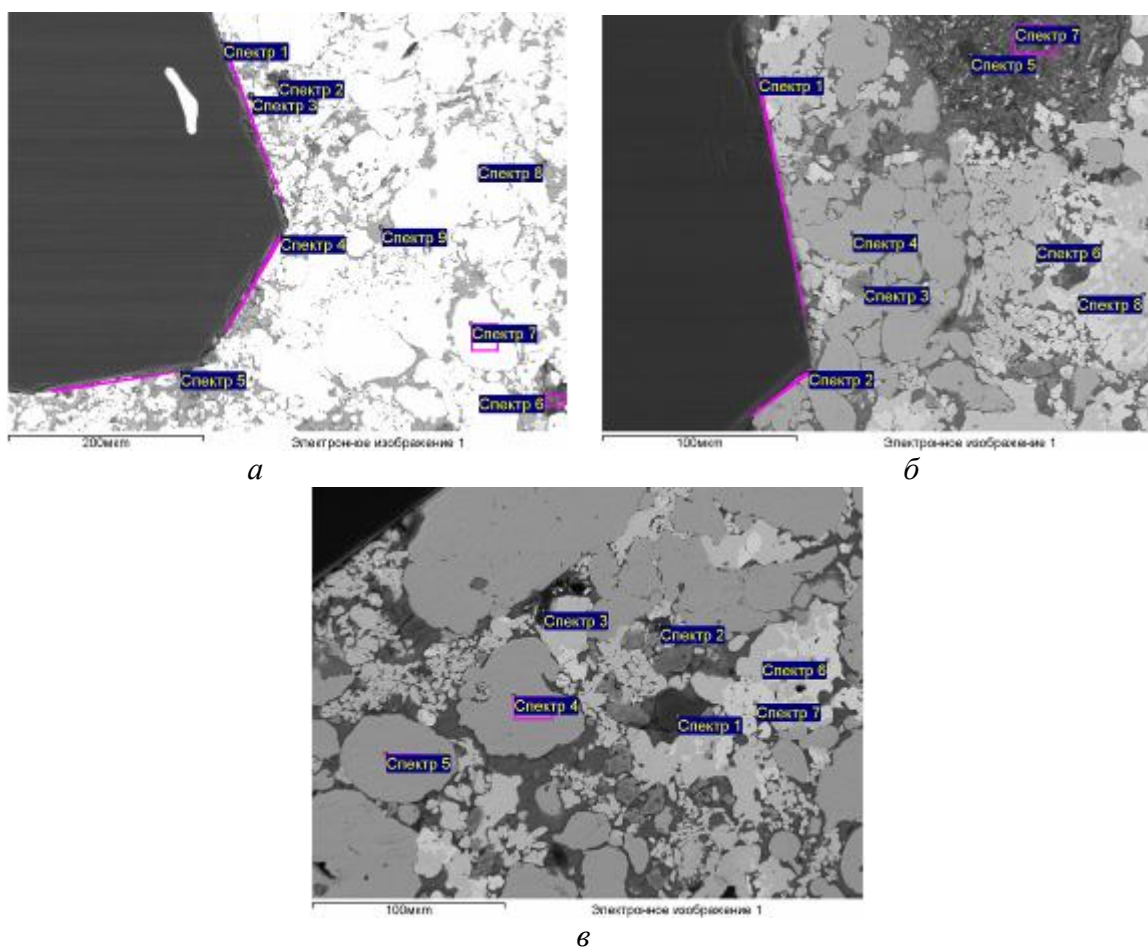 Спектр 1
Спектр 2
Спектр 3
Спектр 8
Спектр 9
Спектр 4
Спектр 7
Спектр 5
Спектр 6
200мкm
Электронное изображение 1
а
Спектр 7
Спектр 5
Спектр 1
Спектр 4
Спектр 6
Спектр 3
Спектр 8
Спектр 2
100мкm
Электронное изображение 1
б
Спектр 3
Спектр 2
Спектр 6
Спектр 4
Спектр 7
Спектр 1
Спектр 5
100мкm
Электронное изображение 1
в